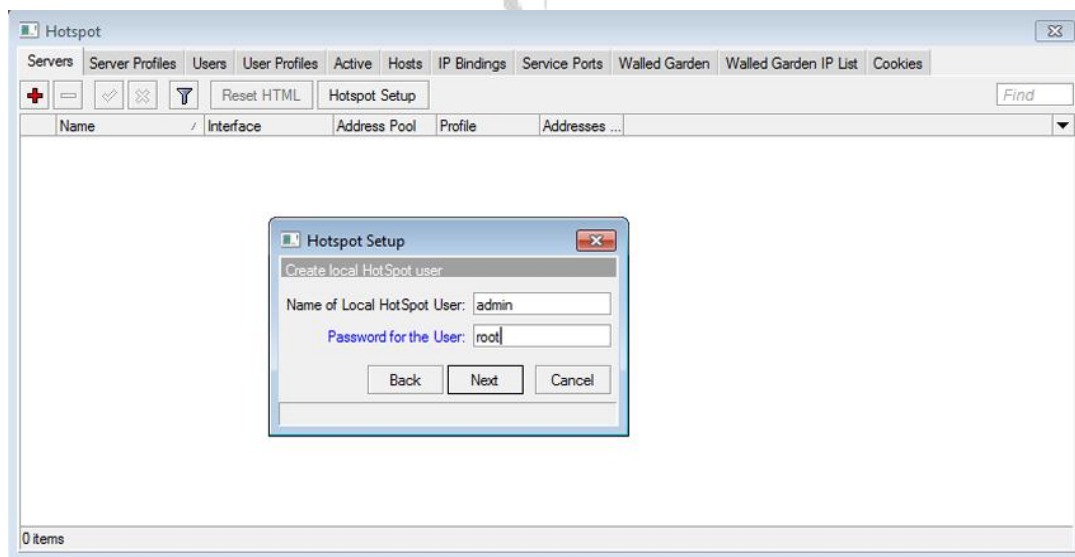 Hotspot
Servers Server Profiles Users User Profiles Active Hosts IP Bindings Service Ports Walled Garden Walled Garden IP List Cookies
Reset HTML Hotspot Setup Find
Name / Interface Address Pool Profile Addresses ...
Hotspot Setup
Create local HotSpot user
Name of Local HotSpot User: admin
Password for the User: root
Back Next Cancel
0 items